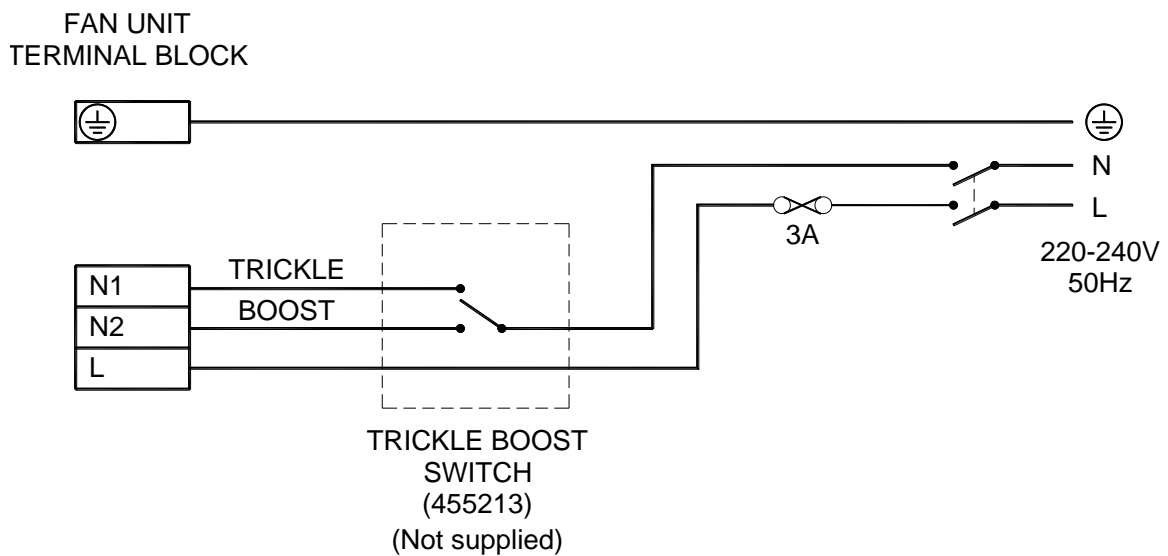 FAN UNIT
TERMINAL BLOCK
N
L
3A
220-240V
50Hz
TRICKLE
N1
BOOST
N2
L
TRICKLE BOOST
SWITCH
(455213)
(Not supplied)